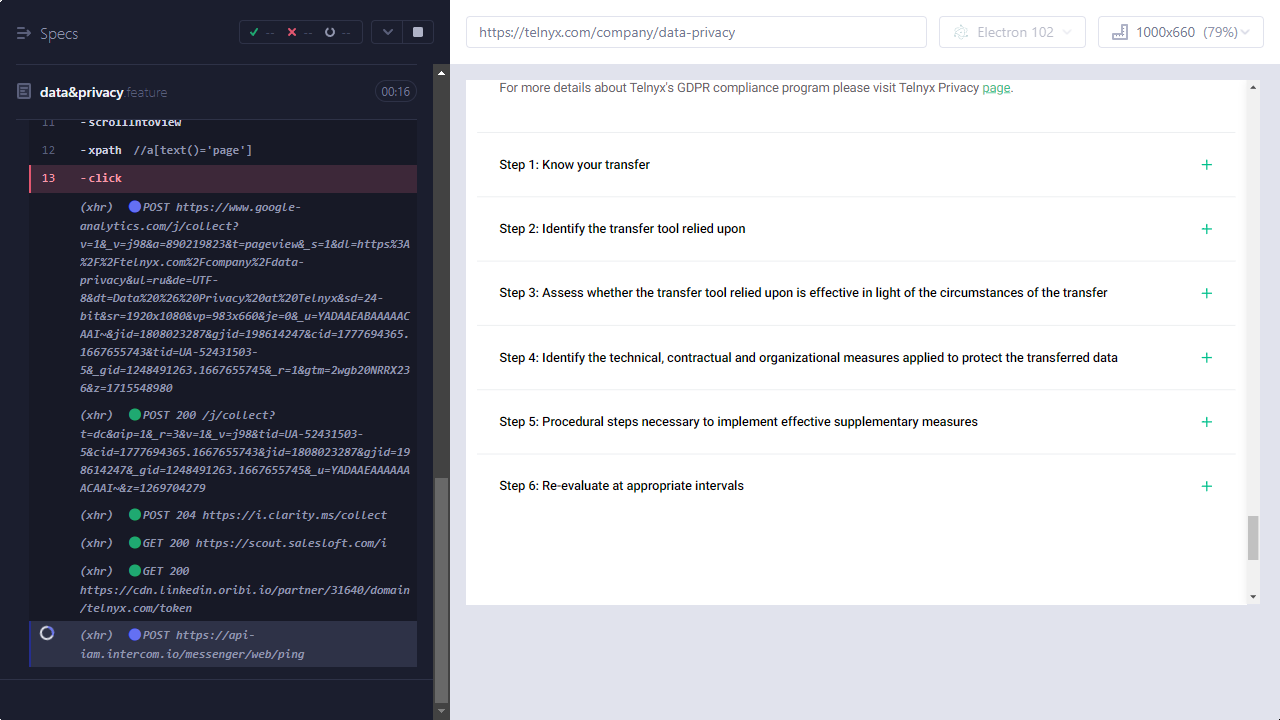 Specs
--
--
--
https://telnyx.com/company/data-privacy
Electron 102
1000x660 (79%)
data&privacy feature
00:16
11 -scrollIntoView
12 -xpath //a[text()='page']
13 -click
(xhr) POST https://www.google-
analytics.com/j/collect?
v=1&_v=j98&a=890219823&t=pageview&_s=1&dl=https%3A
%2F%2Ftelnyx.com%2Fcompany%2Fdata-
privacy&ul=ru&de=UTF-
8&dt=Data%20%26%20Privacy%20at%20Telnyx&sd=24-
bit&sr=1920x1080&vp=983x660&je=0&_u=YADAAEABAAAAAC
AAI~&jid=1808023287&gjid=198614247&cid=1777694365.
1667655743&tid=UA-52431503-
5&_gid=1248491263.1667655745&_r=1&gtm=2wgb20NRRX23
6&z=1715548980
(xhr) POST 200 /j/collect?
t=dc&aip=1&_r=3&v=1&_v=j98&tid=UA-52431503-
5&cid=1777694365.1667655743&jid=1808023287&gjid=19
8614247&_gid=1248491263.1667655745&_u=YADAAEAAAAAA
ACAAI~&z=1269704279
(xhr) POST 204 https://i.clarity.ms/collect
(xhr) GET 200 https://scout.salesloft.com/i
(xhr) GET 200
https://cdn.linkedin.oribi.io/partner/31640/domain
/telnyx.com/token
(xhr) POST https://api-
iam.intercom.io/messenger/web/ping
For more details about Telnyx's GDPR compliance program please visit Telnyx Privacy page.
Step 1: Know your transfer
Step 2: Identify the transfer tool relied upon
Step 3: Assess whether the transfer tool relied upon is effective in light of the circumstances of the transfer
Step 4: Identify the technical, contractual and organizational measures applied to protect the transferred data
Step 5: Procedural steps necessary to implement effective supplementary measures
Step 6: Re-evaluate at appropriate intervals